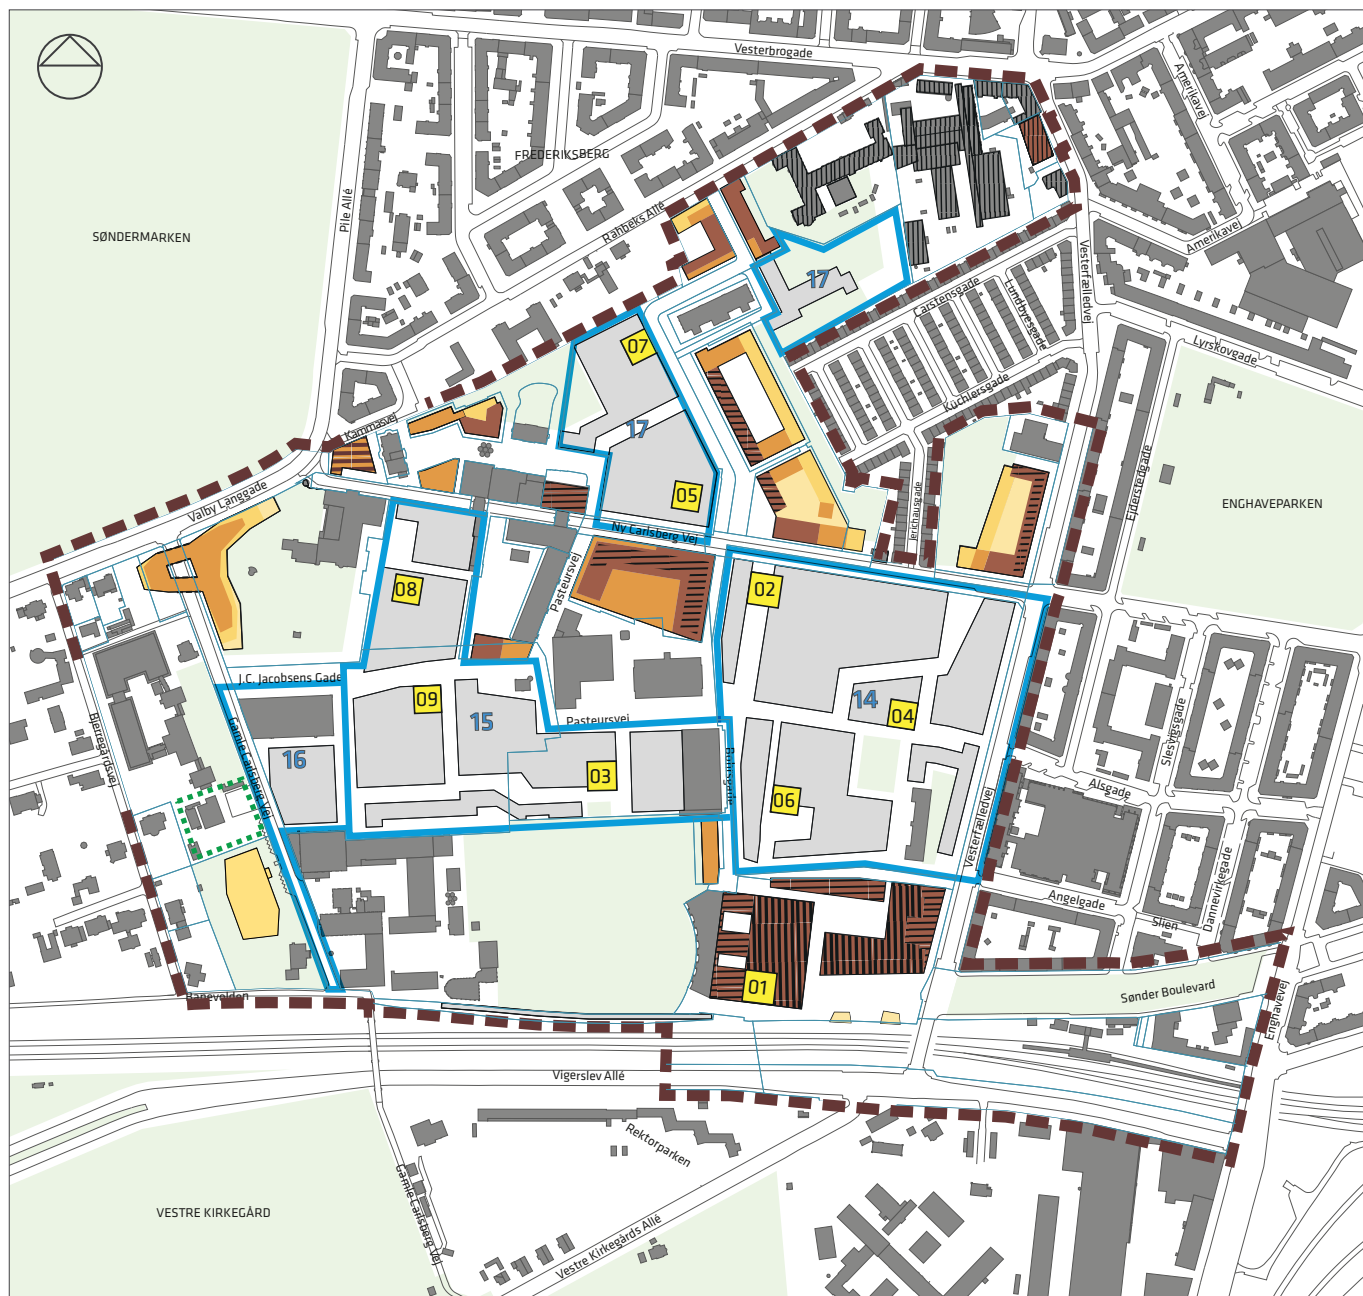 Vesterbrogade
Amerikavej
FREDERIKSBERG
Pile Allé
SØNDERMARKEN
Rahbeks Allé
Amerikavej
Vesterfælledvej
17
Carstensgade
Lundbyesgade
07
Lyrskovgade
Küchlersgade
Kammasvej
17
Ejderstedgade
Valby Langgade
05
Jerichausgade
ENGHAVEPARKEN
Ny Carlsberg Vej
Pasteursvej
08
02
J.C. Jacobsens Gade
09
15
14
04
Pasteursvej
Bjerregårdsvej
Gamle Carlsberg Vej
16
03
06
Slesvigsgade
Alsgade
Vesterfælledvej
Dannevirkegade
Angelgade
Slien
01
Banevolden
Sønder Boulevard
Enghavevej
Vigerslev Allé
Rektorparken
Gamle Carlsberg Vej
VESTRE KIRKEGÅRD
Vestre Kirkegårds Allé